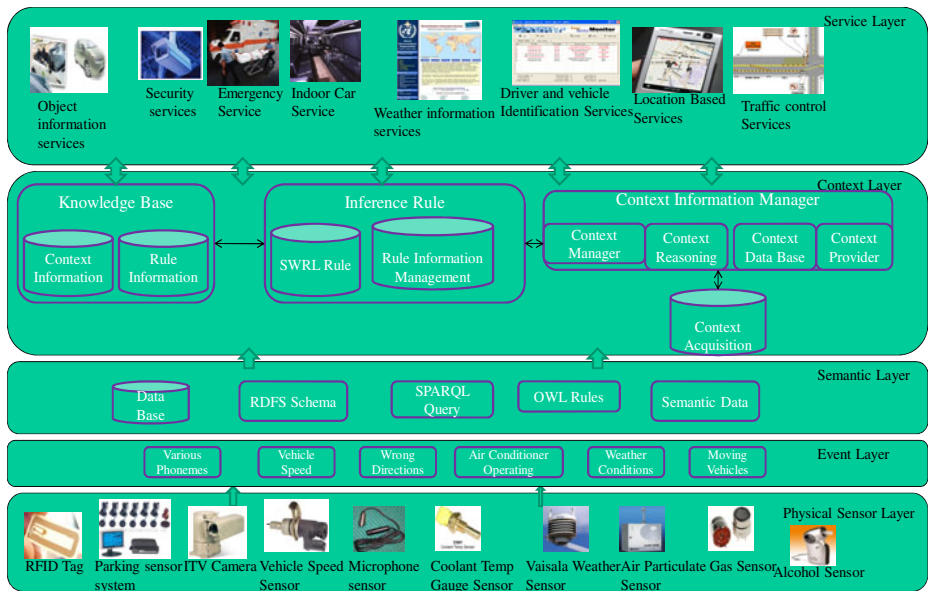 Service Layer
Monitor
Object
information
services
Security
services
Emergency
Service
Indoor Car
Service
Weather information
services
Driver and vehicle
Identification Services
Location Based
Services
Traffic control
Services
Context Layer
Knowledge Base
Context
Information
Rule
Information
Inference Rule
SWRL Rule
Rule Information
Management
Context Information Manager
Context
Manager
Context
Reasoning
Context
Data Base
Context
Provider
Context
Acquisition
Semantic Layer
Data
Base
RDFS Schema
SPARQL
Query
OWL Rules
Semantic Data
Event Layer
Various
Phonemes
Vehicle
Speed
Wrong
Directions
Air Conditioner
Operating
Weather
Conditions
Moving
Vehicles
Physical Sensor Layer
RFID Tag
Parking sensor
system
ITV Camera
Vehicle Speed
Sensor
Microphone
sensor
Coolant Temp Sensor
Coolant Temp
Gauge Sensor
Vaisala Weather
Sensor
Air Particulate
Sensor
Gas Sensor
Alcohol Sensor